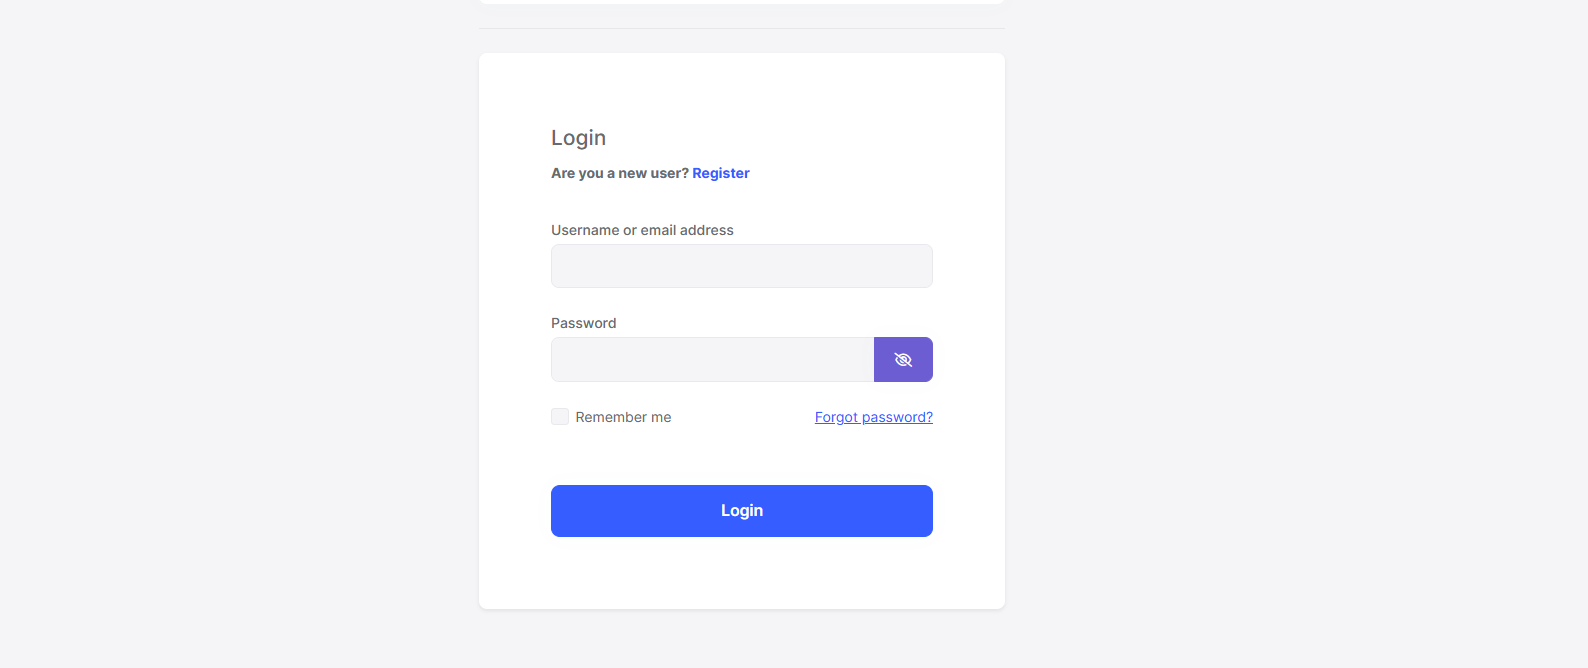 Login
Are you a new user? Register
Username or email address
Password
Remember me
Forgot password?
Login